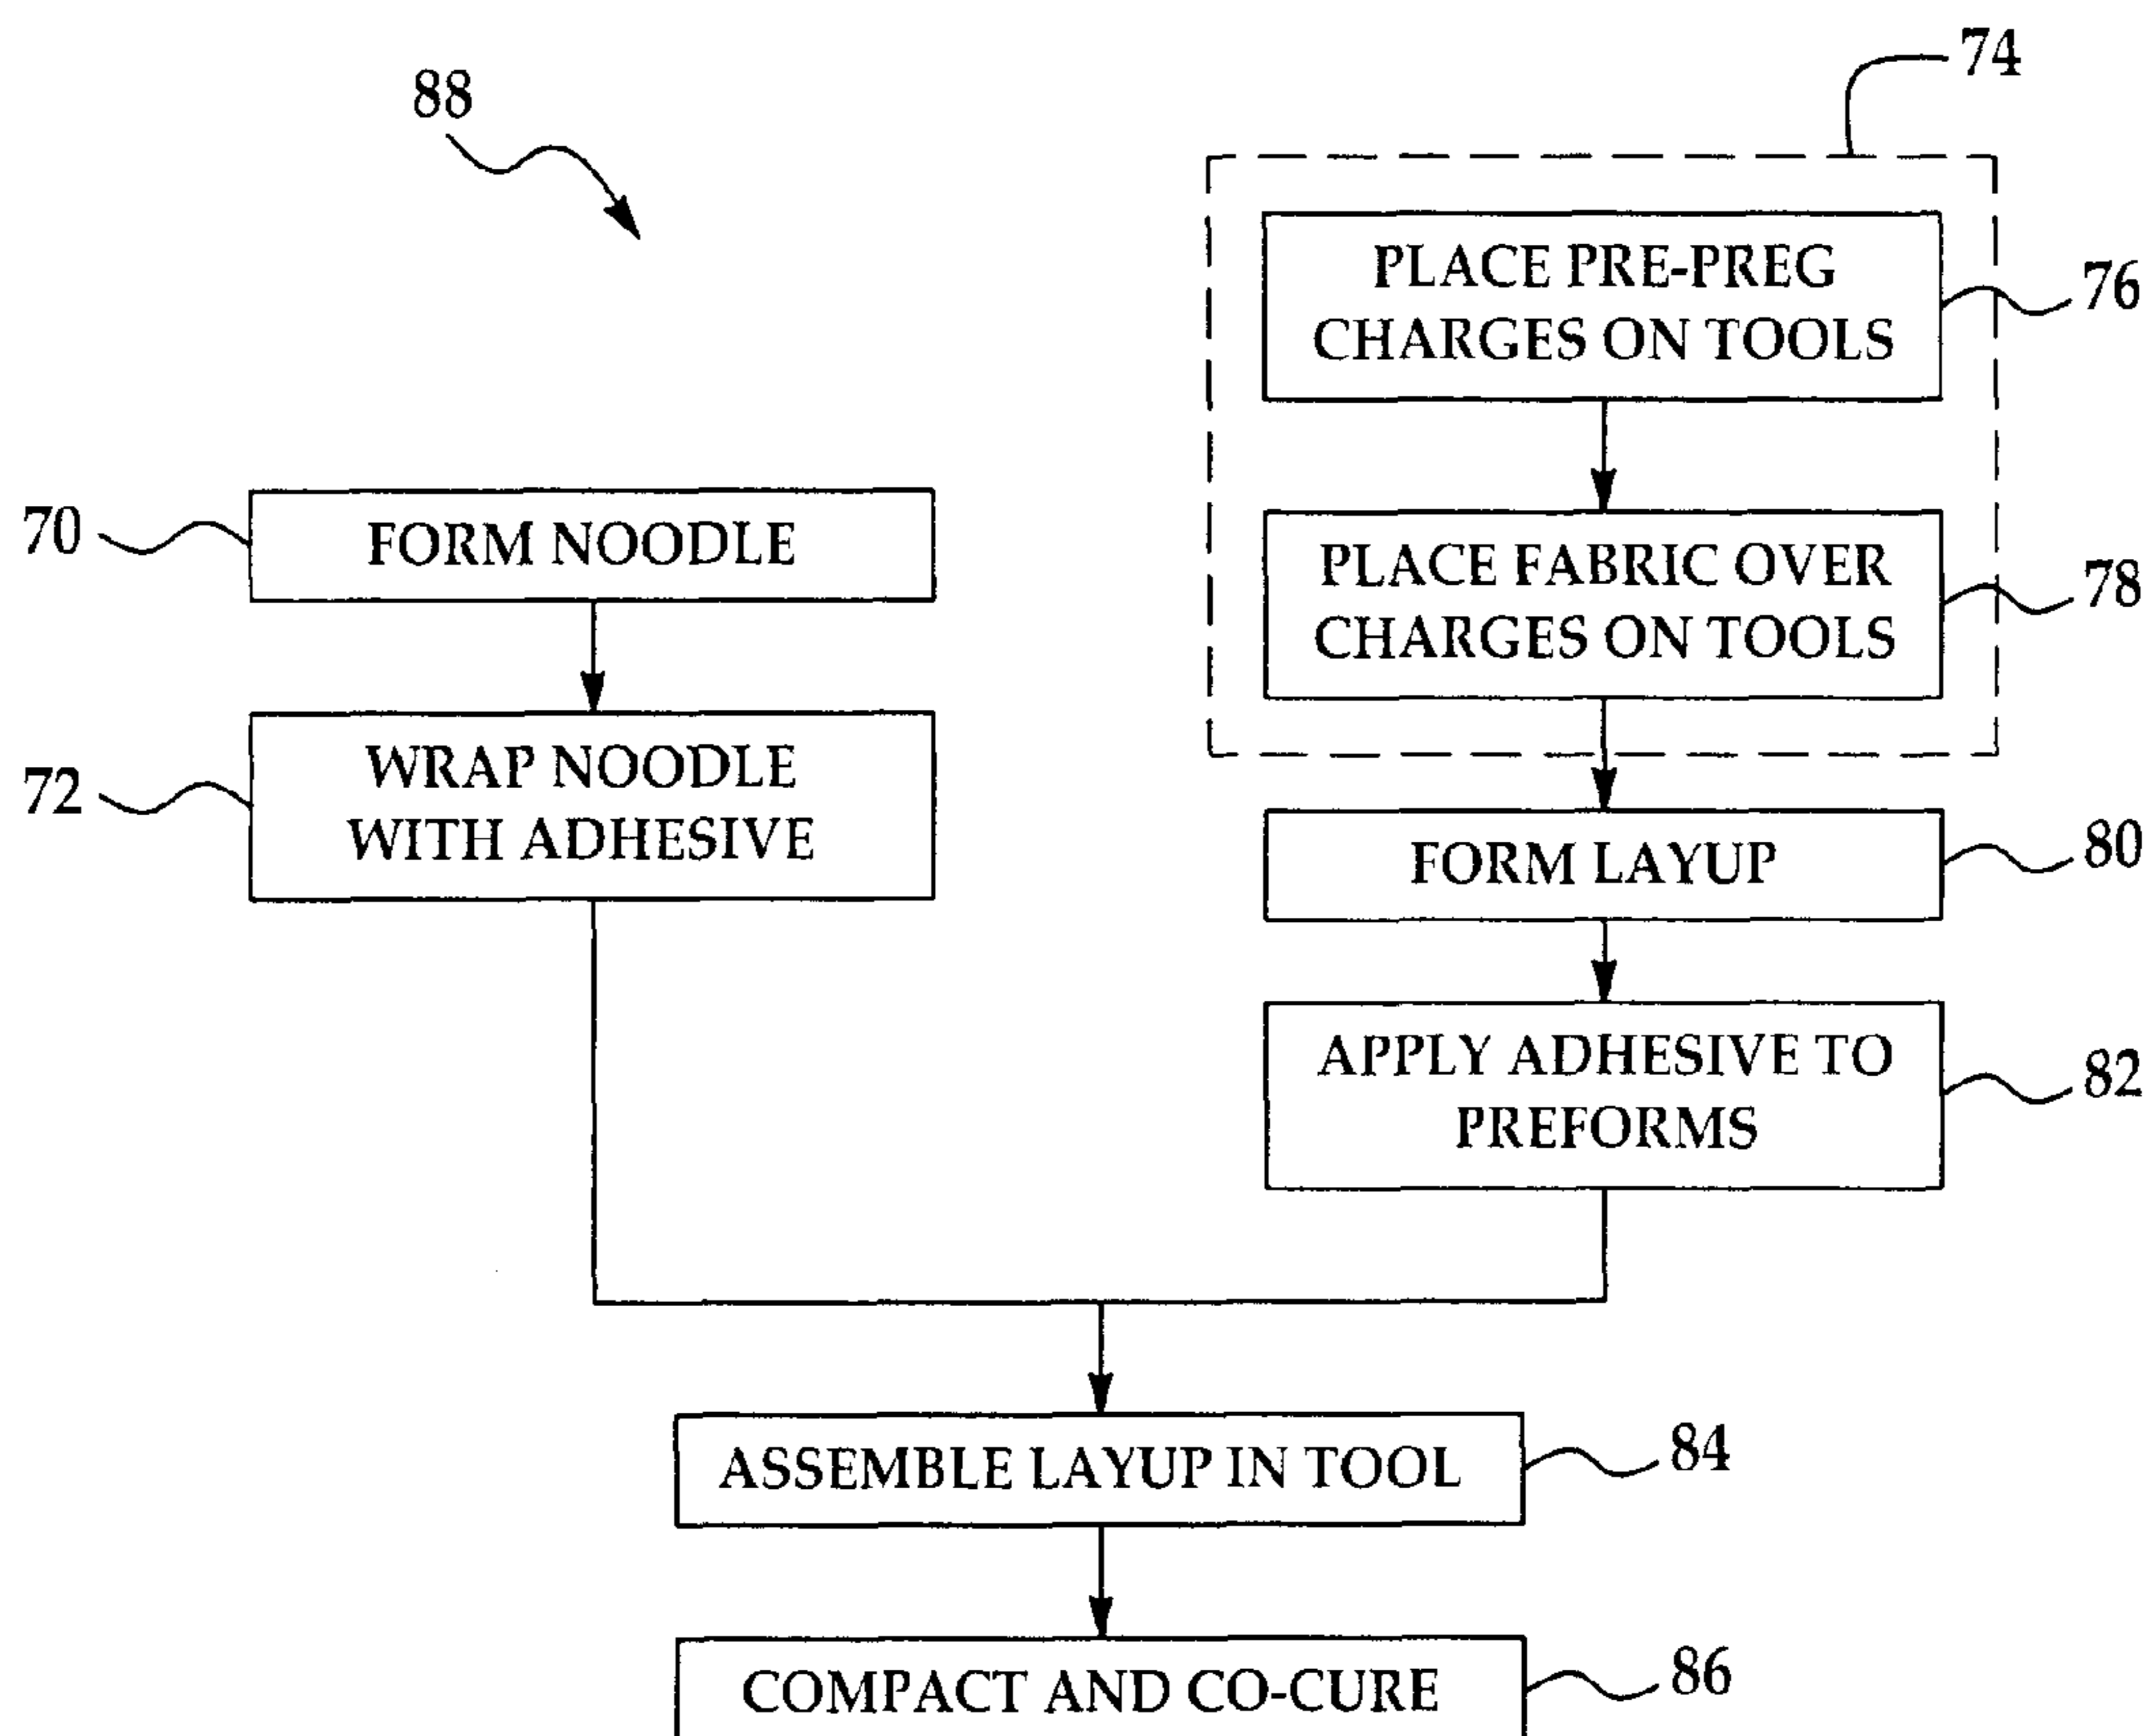 88
74
PLACE PRE-PREG
CHARGES ON TOOLS
76
PLACE FABRIC OVER
CHARGES ON TOOLS
78
70
FORM NOODLE
72
WRAP NOODLE
WITH ADHESIVE
FORM LAYUP
80
APPLY ADHESIVE TO
PREFORMS
82
ASSEMBLE LAYUP IN TOOL
84
COMPACT AND CO-CURE
86